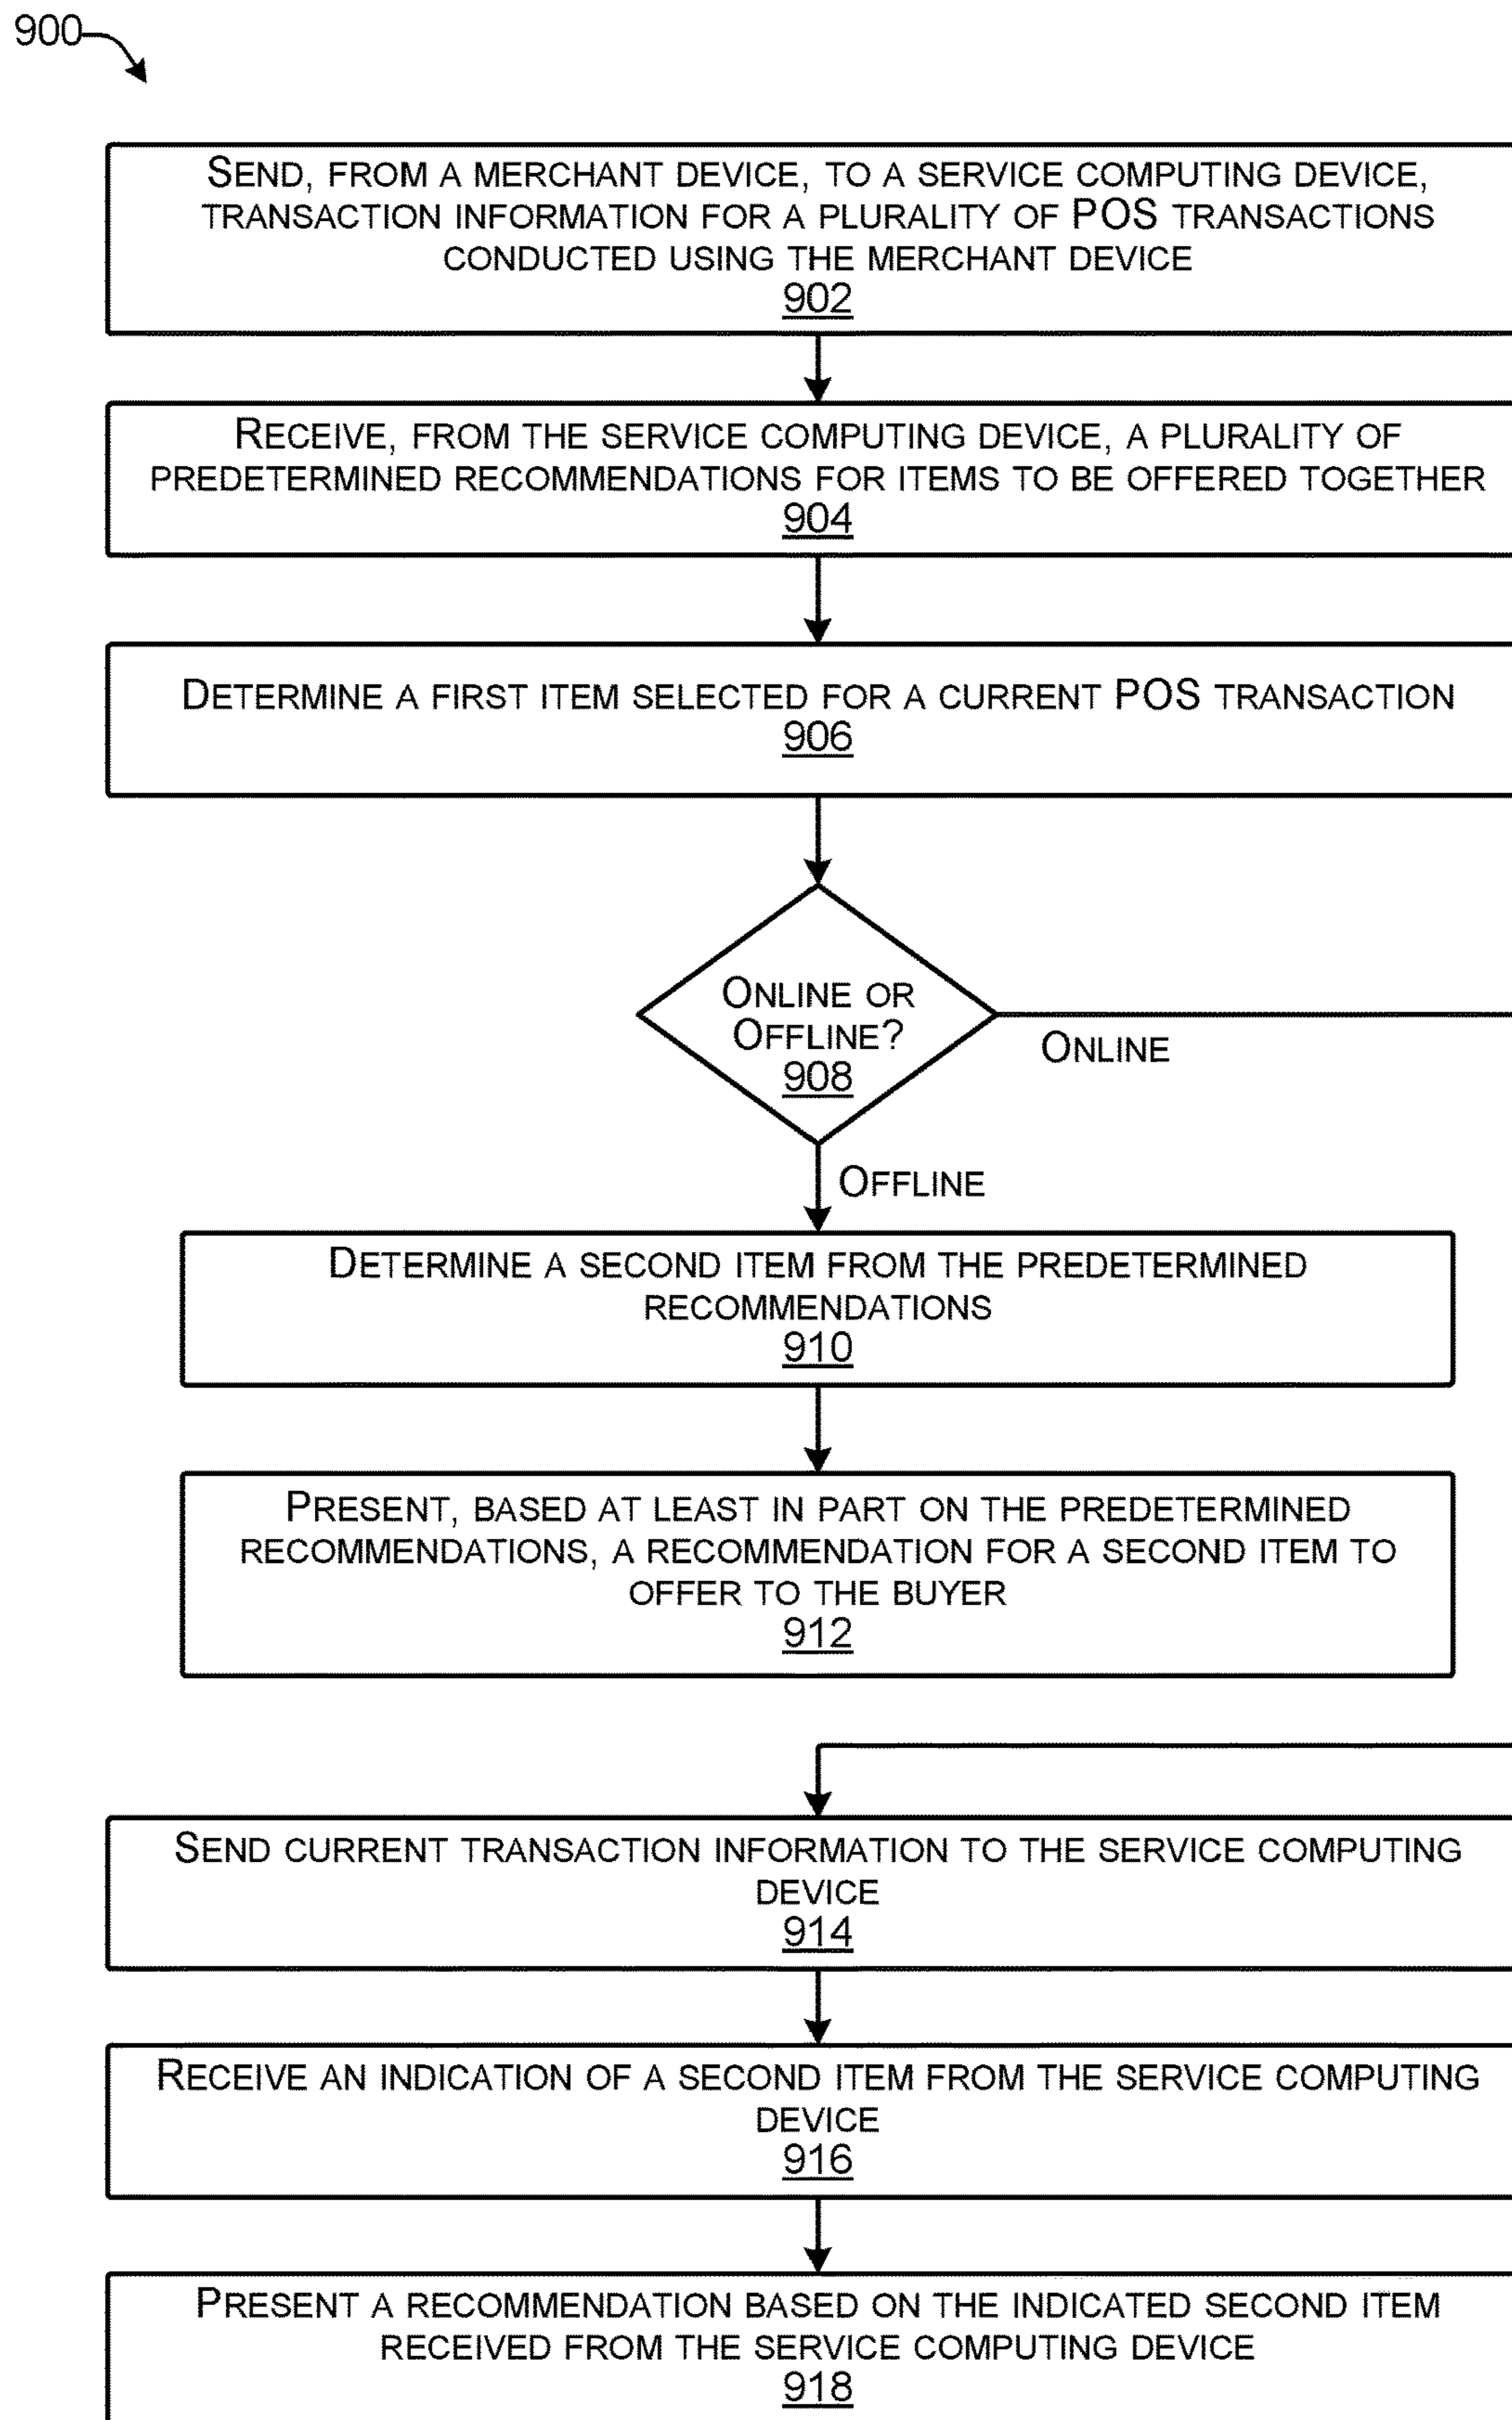 900
SEND, FROM A MERCHANT DEVICE, TO A SERVICE COMPUTING DEVICE,
TRANSACTION INFORMATION FOR A PLURALITY OF POS TRANSACTIONS
CONDUCTED USING THE MERCHANT DEVICE
902
RECEIVE, FROM THE SERVICE COMPUTING DEVICE, A PLURALITY OF
PREDETERMINED RECOMMENDATIONS FOR ITEMS TO BE OFFERED TOGETHER
904
DETERMINE A FIRST ITEM SELECTED FOR A CURRENT POS TRANSACTION
906
ONLINE OR
OFFLINE?
908
ONLINE
OFFLINE
DETERMINE A SECOND ITEM FROM THE PREDETERMINED
RECOMMENDATIONS
910
PRESENT, BASED AT LEAST IN PART ON THE PREDETERMINED
RECOMMENDATIONS, A RECOMMENDATION FOR A SECOND ITEM TO
OFFER TO THE BUYER
912
SEND CURRENT TRANSACTION INFORMATION TO THE SERVICE COMPUTING
DEVICE
914
RECEIVE AN INDICATION OF A SECOND ITEM FROM THE SERVICE COMPUTING
DEVICE
916
PRESENT A RECOMMENDATION BASED ON THE INDICATED SECOND ITEM
RECEIVED FROM THE SERVICE COMPUTING DEVICE
918